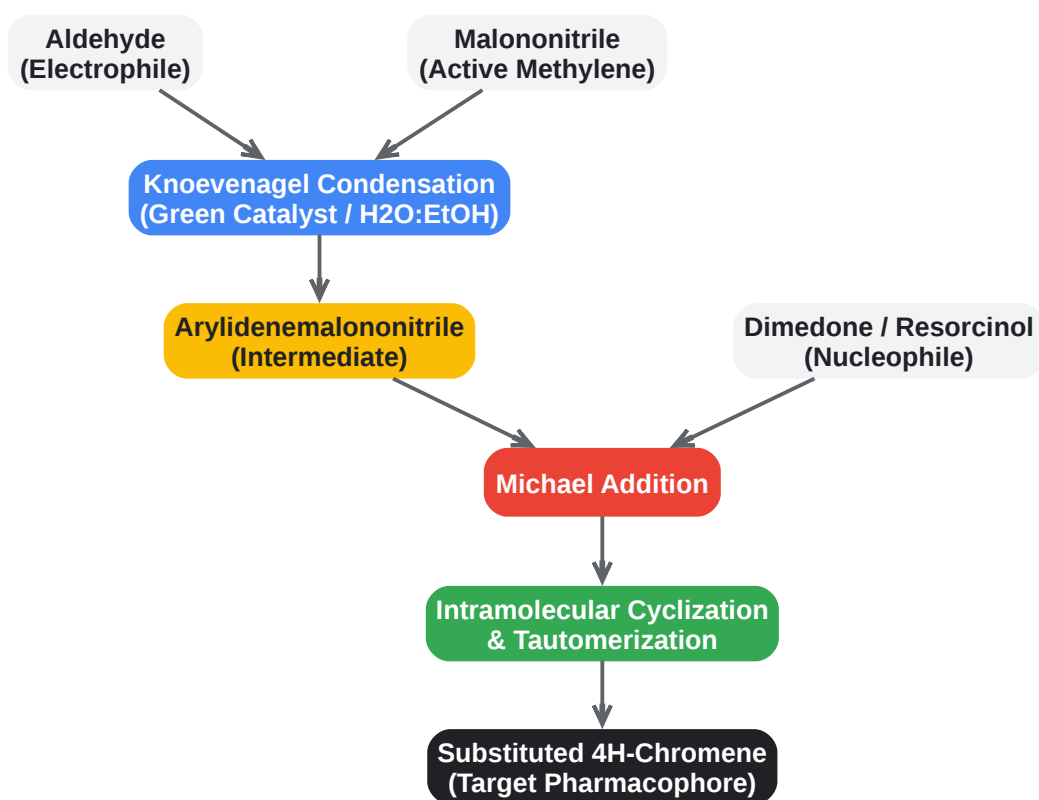 Aldehyde
(Electrophile)
Malononitrile
(Active Methylene)
Knoevenagel Condensation
(Green Catalyst / H2O:EtOH)
Arylidenemalononitrile
(Intermediate)
Dimedone / Resorcinol
(Nucleophile)
Michael Addition
Intramolecular Cyclization
& Tautomerization
Substituted 4H-Chromene
(Target Pharmacophore)